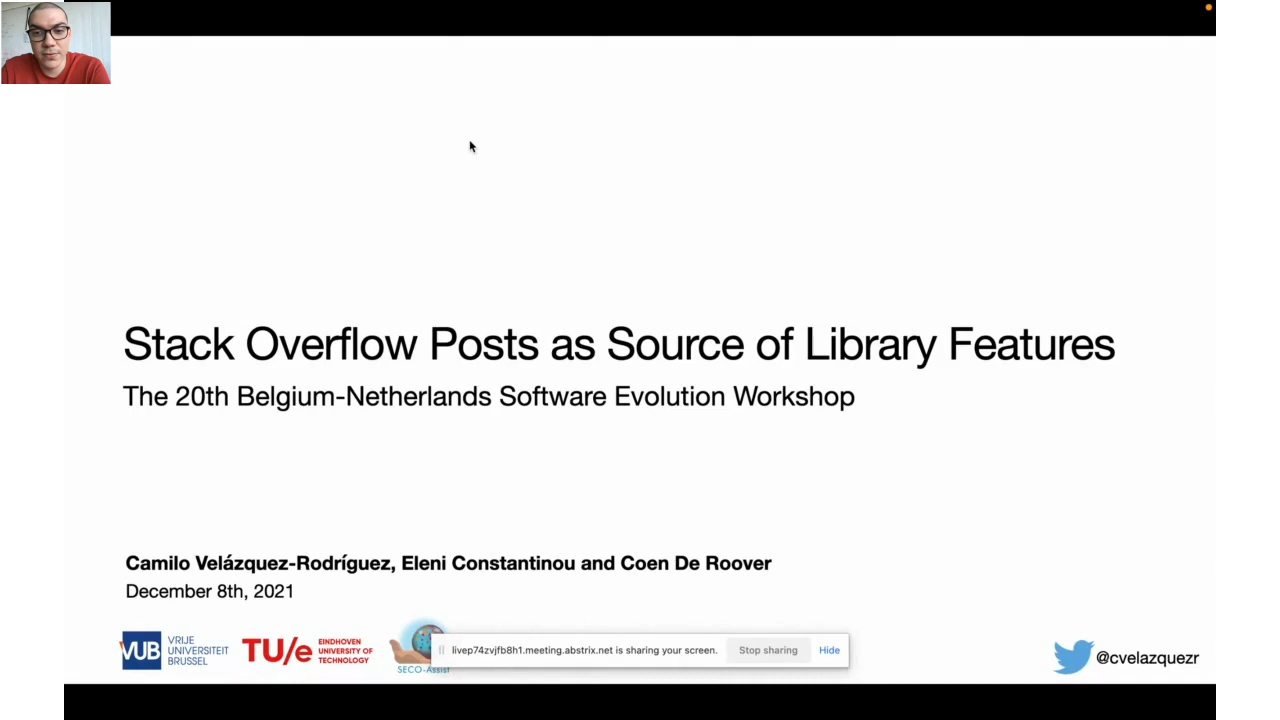 Stack Overflow Posts as Source of Library Features
The 20th Belgium-Netherlands Software Evolution Workshop
Camilo Velázquez-Rodríguez, Eleni Constantinou and Coen De Roover
December 8th, 2021
VUB
VRIJE
UNIVERSITEIT
BRUSSEL
TU/e
EINDHOVEN
UNIVERSITY OF
TECHNOLOGY
SECO-Assist
livep74zvjfb8h1.meeting.abstrix.net is sharing your screen.
Stop sharing
Hide
@cvelazquezr